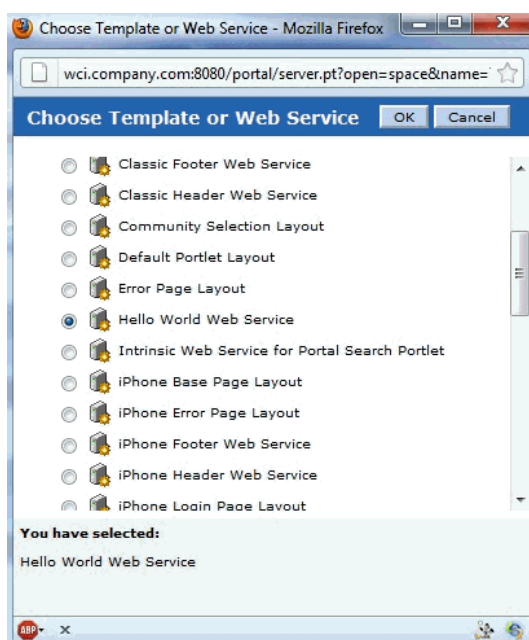 Choose Template or Web Service - Mozilla Firefox
wci.company.com:8080/portal/server.pt?open=space&name=
Choose Template or Web Service OK Cancel
Classic Footer Web Service
Classic Header Web Service
Community Selection Layout
Default Portlet Layout
Error Page Layout
Hello World Web Service
Intrinsic Web Service for Portal Search Portlet
iPhone Base Page Layout
iPhone Error Page Layout
iPhone Footer Web Service
iPhone Header Web Service
iPhone Login Page Layout
You have selected:
Hello World Web Service
ABP